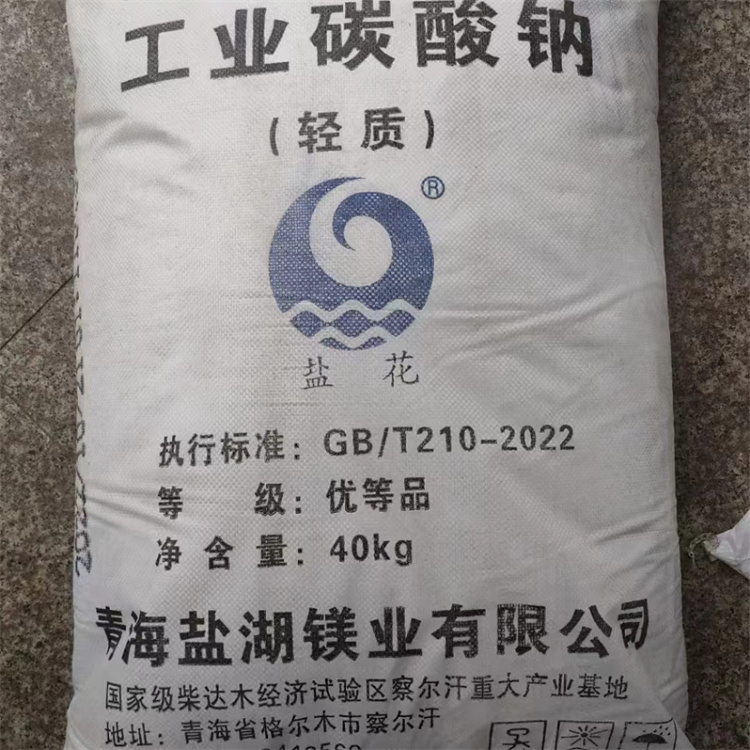 工业碳酸钠
(轻质)
®
盐 花
执行标准: GB/T210-2022
等 级: 优等品
净 含 量: 40kg
青海盐湖镁业有限公司
国家级柴达木经济试验区察尔汗重大产业基地
地址: 青海省格尔木市察尔汗